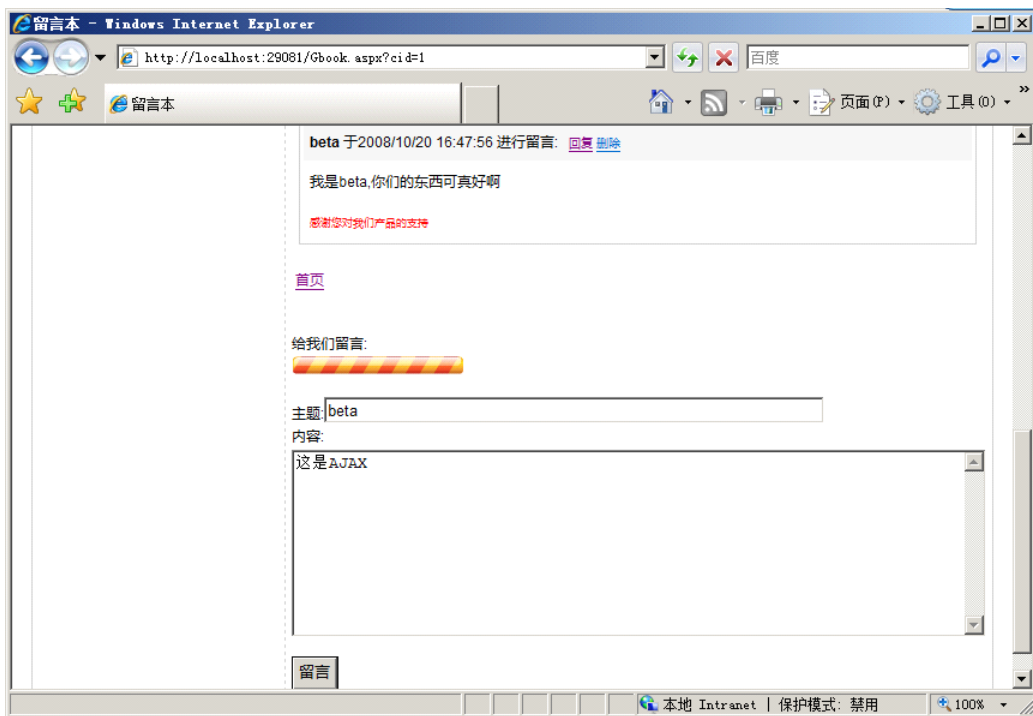 留言本 - Windows Internet Explorer
http://localhost:29081/Gbook.aspx?cid=1
百度
留言本
页面(P)
工具(O)
»
beta 于2008/10/20 16:47:56 进行留言: 回复 删除
我是beta,你们的东西可真好啊
感谢您对我们产品的支持
首页
给我们留言:
主题:beta
内容:
这是AJAX
留言
本地 Intranet | 保护模式: 禁用
100%